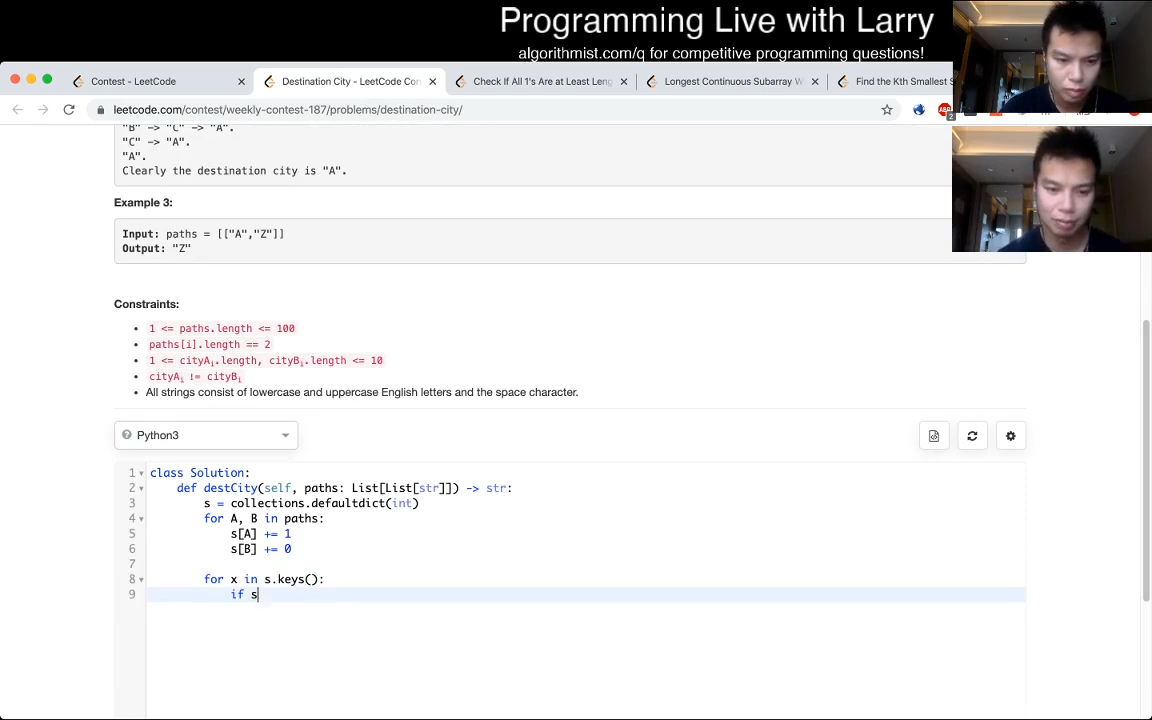 Programming Live with Larry
algorithmist.com/q for competitive programming questions!
Contest - LeetCode
Destination City - LeetCode Con
Check If All 1's Are at Least Leng
Longest Continuous Subarray W
Find the Kth Smallest S
leetcode.com/contest/weekly-contest-187/problems/destination-city/
"B" -> "C" -> "A".
"C" -> "A".
"A".
Clearly the destination city is "A".
Example 3:
Input: paths = [["A","Z"]]
Output: "Z"
Constraints:
1 <= paths.length <= 100
paths[i].length == 2
1 <= cityAi.length, cityBi.length <= 10
cityAi != cityBi
All strings consist of lowercase and uppercase English letters and the space character.
Python3
1 class Solution:
2     def destCity(self, paths: List[List[str]]) -> str:
3         s = collections.defaultdict(int)
4         for A, B in paths:
5             s[A] += 1
6             s[B] += 0
7
8         for x in s.keys():
9             if s